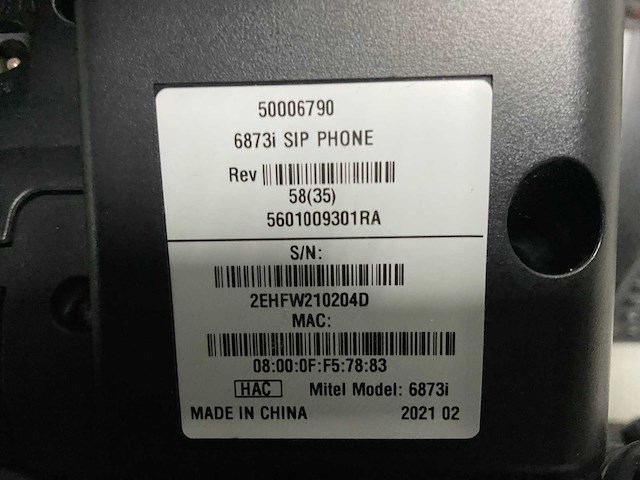 50006790
6873i SIP PHONE
Rev
58(35)
5601009301RA
S/N:
2EHFW210204D
MAC:
08:00:0F:F5:78:83
HAC Mitel Model: 6873i
MADE IN CHINA 2021 02